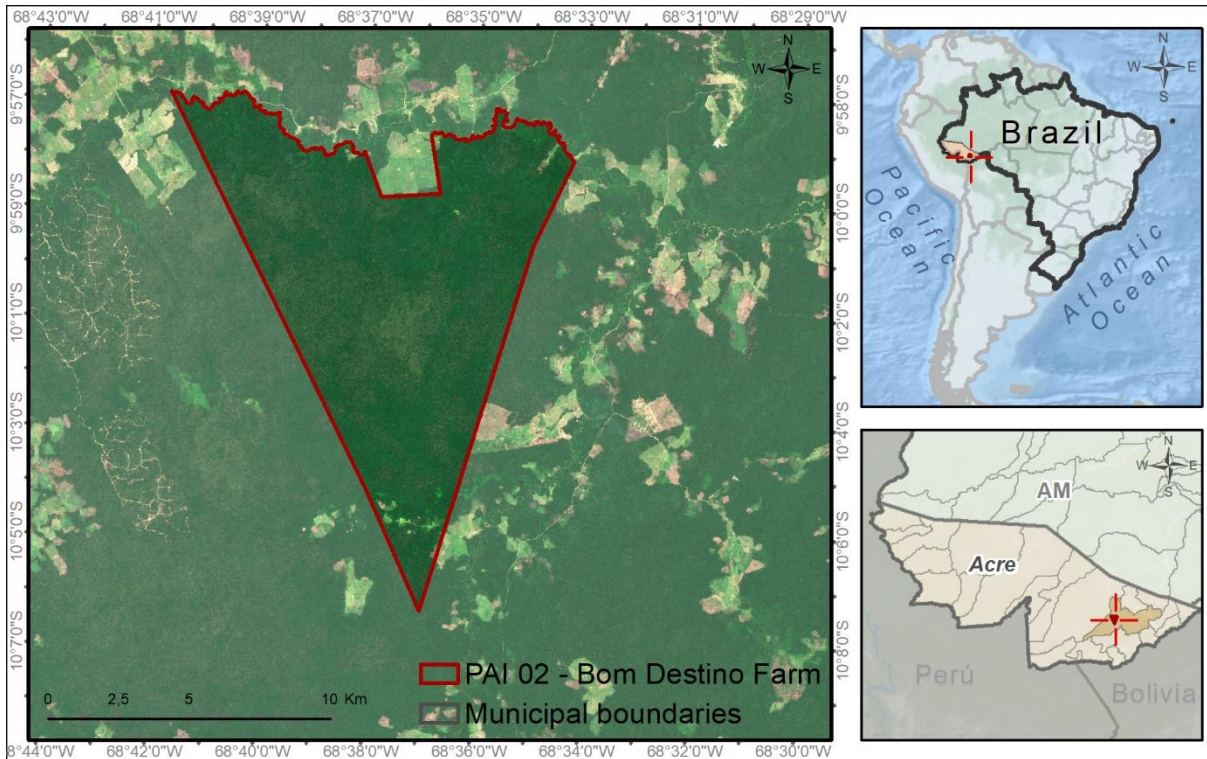 68°43'0"W 68°41'0"W 68°39'0"W 68°37'0"W 68°35'0"W 68°33'0"W 68°31'0"W 68°29'0"W
9°57'0"S
9°59'0"S
10°1'0"S
10°3'0"S
10°5'0"S
10°7'0"S
N
W E
S
9°58'0"S
10°0'0"S
10°2'0"S
10°4'0"S
10°6'0"S
10°8'0"S
PAI 02 - Bom Destino Farm
Municipal boundaries
0 2,5 5 10 Km
8°44'0"W 68°42'0"W 68°40'0"W 68°38'0"W 68°36'0"W 68°34'0"W 68°32'0"W 68°30'0"W
N
W E
S
Brazil
Pacific
Ocean
Atlantic
Ocean
N
W E
S
AM
Acre
Perú
Bolivia